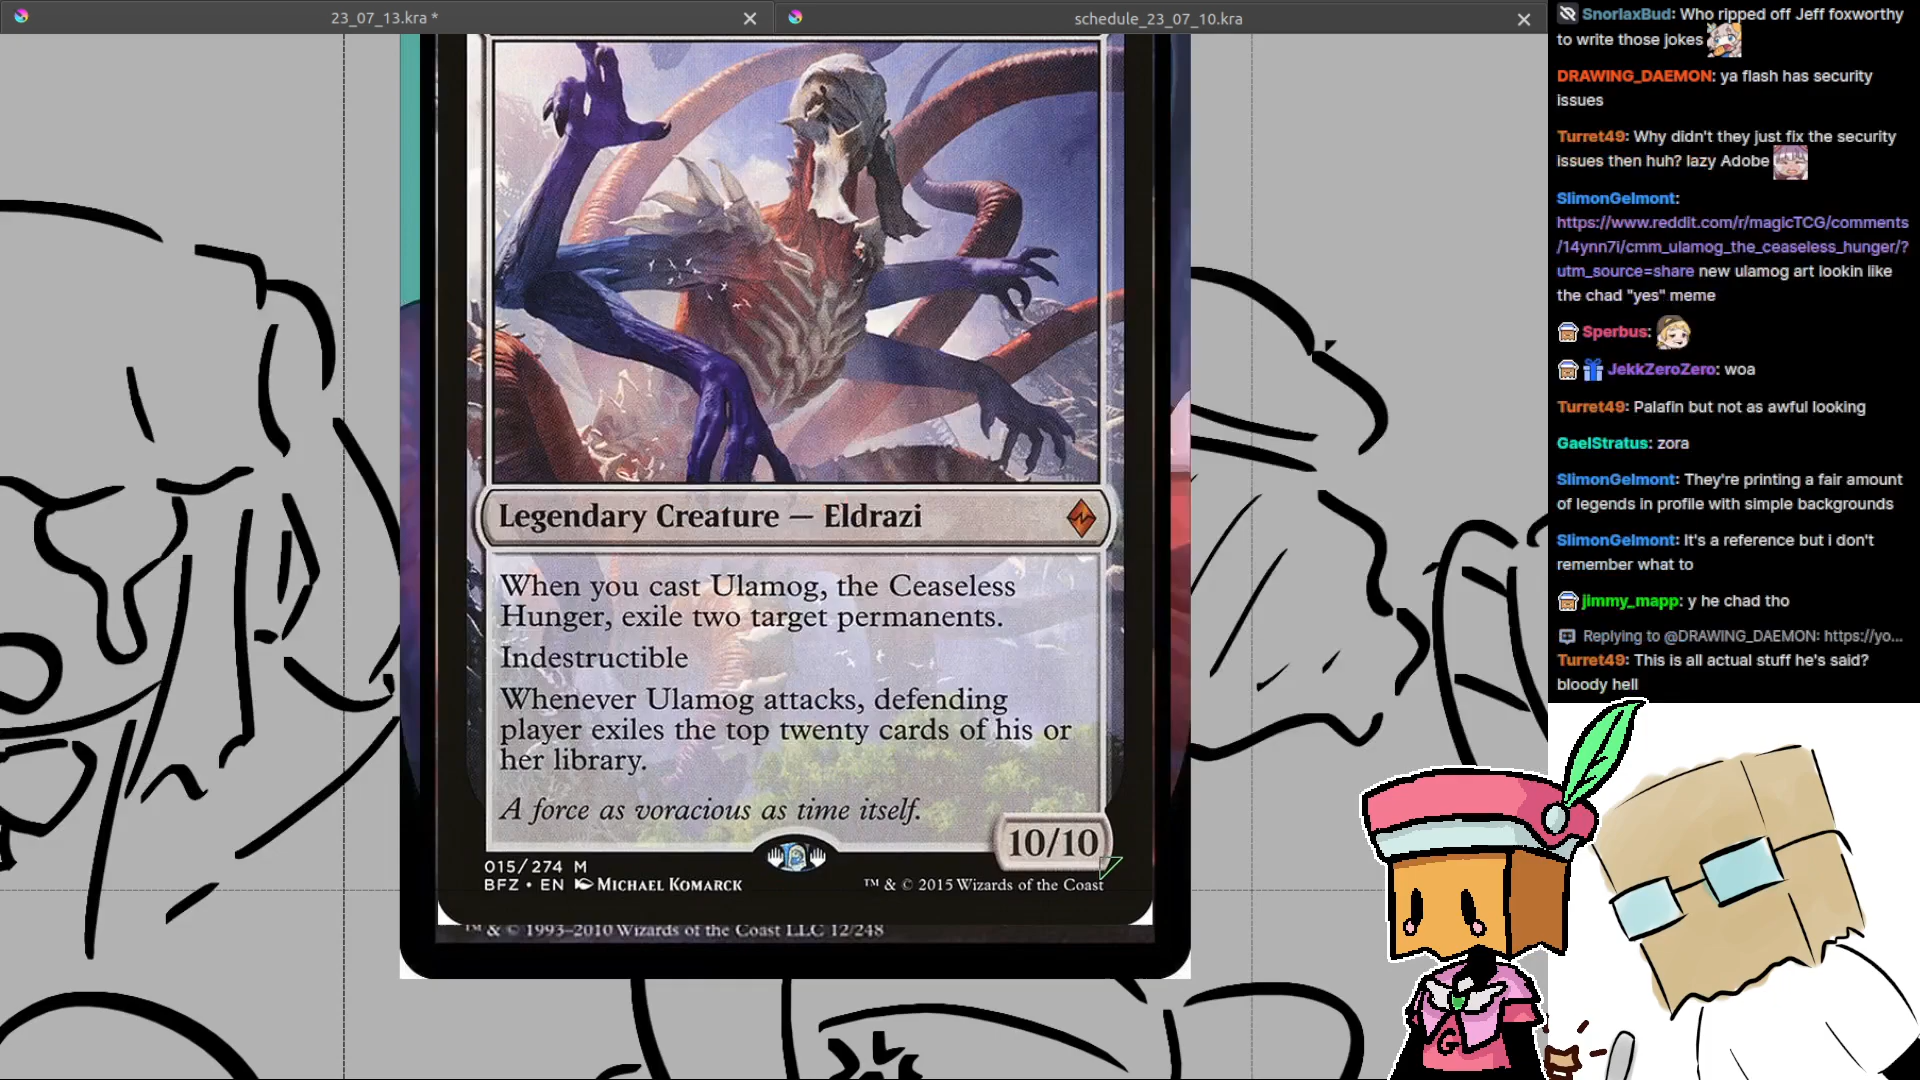 23_07_13.kra *
schedule_23_07_10.kra
Legendary Creature — Eldrazi
When you cast Ulamog, the Ceaseless
Hunger, exile two target permanents.
Indestructible
Whenever Ulamog attacks, defending
player exiles the top twenty cards of his or
her library.
A force as voracious as time itself.
10/10
015/274 M
BFZ • EN MICHAEL KOMARCK
™ & © 2015 Wizards of the Coast
™ & © 1993–2010 Wizards of the Coast LLC 12/248
SnorlaxBud: Who ripped off Jeff foxworthy
to write those jokes
DRAWING_DAEMON: ya flash has security
issues
Turret49: Why didn't they just fix the security
issues then huh? lazy Adobe
SlimonGelmont:
https://www.reddit.com/r/magicTCG/comments
/14ynn7i/cmm_ulamog_the_ceaseless_hunger/?
utm_source=share new ulamog art lookin like
the chad "yes" meme
Sperbus:
JekkZeroZero: woa
Turret49: Palafin but not as awful looking
GaelStratus: zora
SlimonGelmont: They're printing a fair amount
of legends in profile with simple backgrounds
SlimonGelmont: It's a reference but i don't
remember what to
jimmy_mapp: y he chad tho
Replying to @DRAWING_DAEMON: https://yo...
Turret49: This is all actual stuff he's said?
bloody hell
G